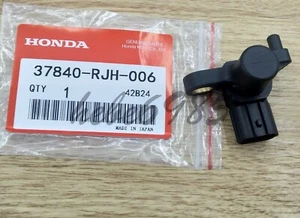 HONDA
37840-RJH-006
QTY 1 42B24
MADE IN JAPAN